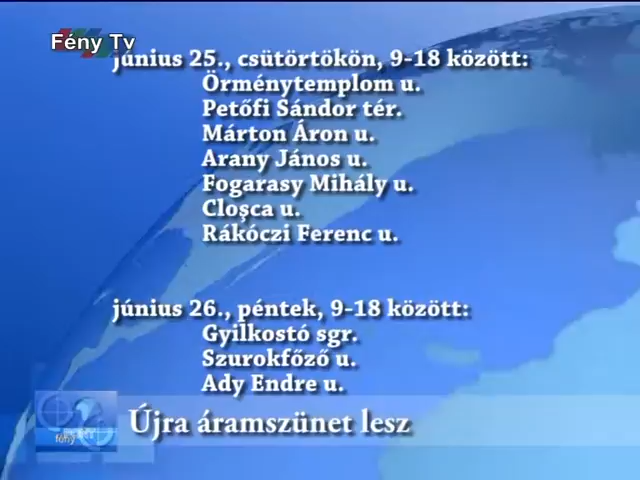 Fény Tv
június 25., csütörtökön, 9-18 között:
Örménytemplom u.
Petőfi Sándor tér.
Márton Áron u.
Arany János u.
Fogarasy Mihály u.
Cloşca u.
Rákóczi Ferenc u.
június 26., péntek, 9-18 között:
Gyilkostó sgr.
Szurokfőző u.
Ady Endre u.
Újra áramszünet lesz
fény